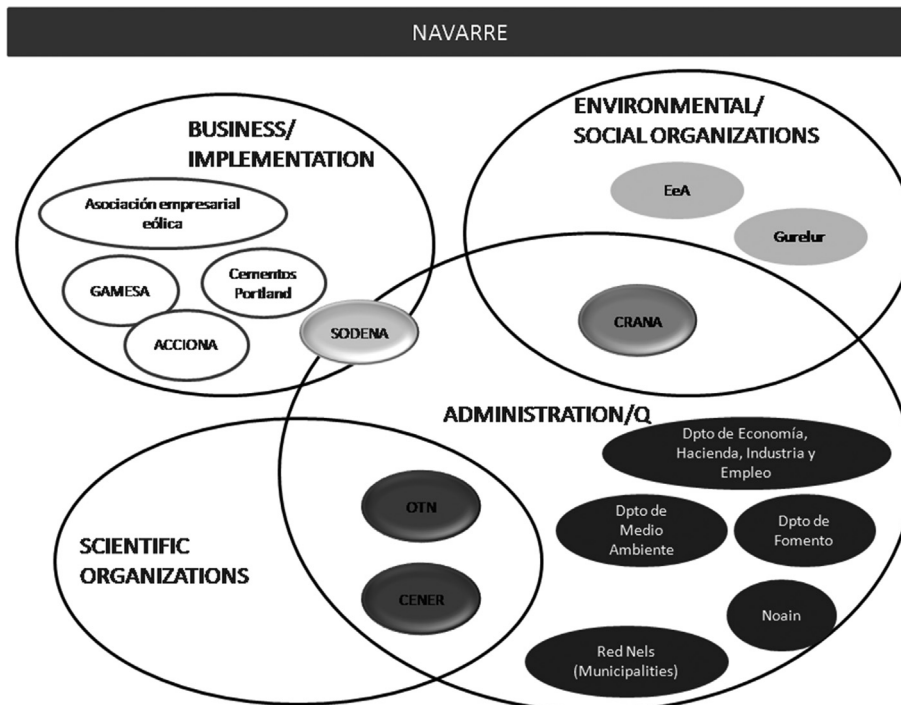 NAVARRE
BUSINESS/
IMPLEMENTATION
ENVIRONMENTAL/
SOCIAL ORGANIZATIONS
Asociación empresarial
eólica
EeA
Gurelur
GAMESA
Cementos
Portland
ACCIONA
SODENA
CRANA
ADMINISTRATION/Q
Dpto de Economía,
Hacienda, Industria y
Empleo
OTN
Dpto de
Medio
Ambiente
Dpto de
Fomento
SCIENTIFIC
ORGANIZATIONS
CENER
Noain
Red Nels
(Municipalities)